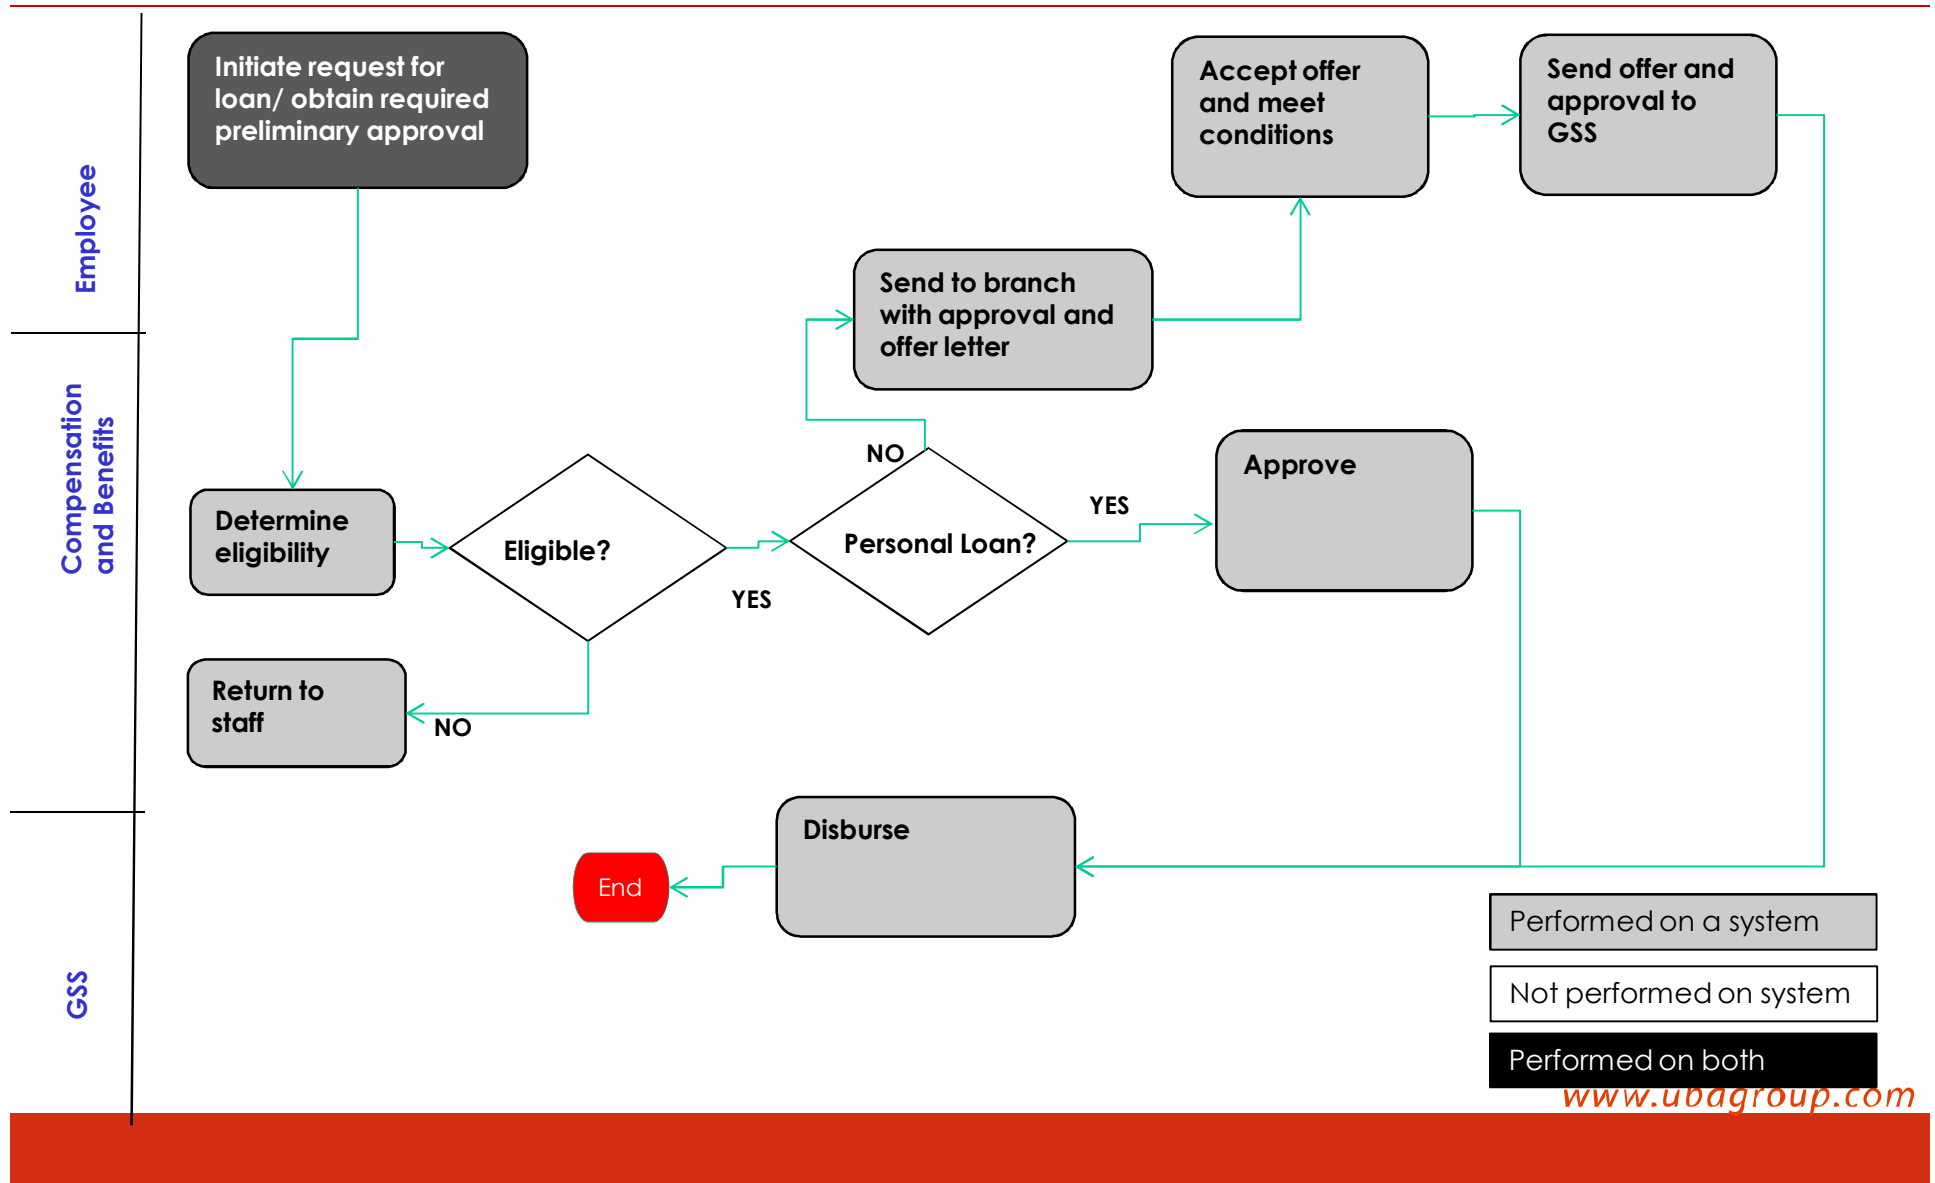 Initiate request for
loan/ obtain required
preliminary approval
Accept offer
and meet
conditions
Send offer and
approval to
GSS
Employee
Send to branch
with approval and
offer letter
Compensation
and Benefits
NO
Approve
YES
Determine
eligibility
Eligible?
Personal Loan?
YES
Return to
staff
NO
Disburse
End
GSS
Performed on a system
Not performed on system
Performed on both
www.ubagroup.com